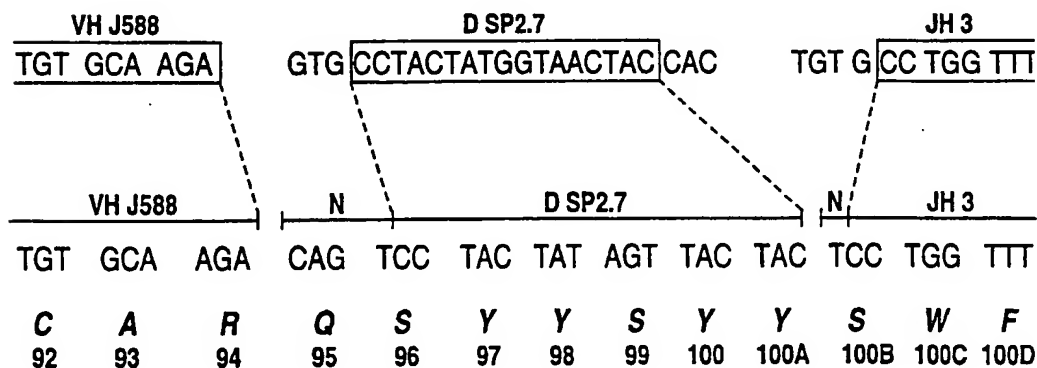 VH J588 D SP2.7 JH 3
TGT GCA AGA GTG CCTACTATGGTAACTAC CAC TGT G CC TGG TTT
VH J588 N D SP2.7 N JH 3
TGT GCA AGA CAG TCC TAC TAT AGT TAC TAC TCC TGG TTT
C A R Q S Y Y S Y Y S W F
92 93 94 95 96 97 98 99 100 100A 100B 100C 100D